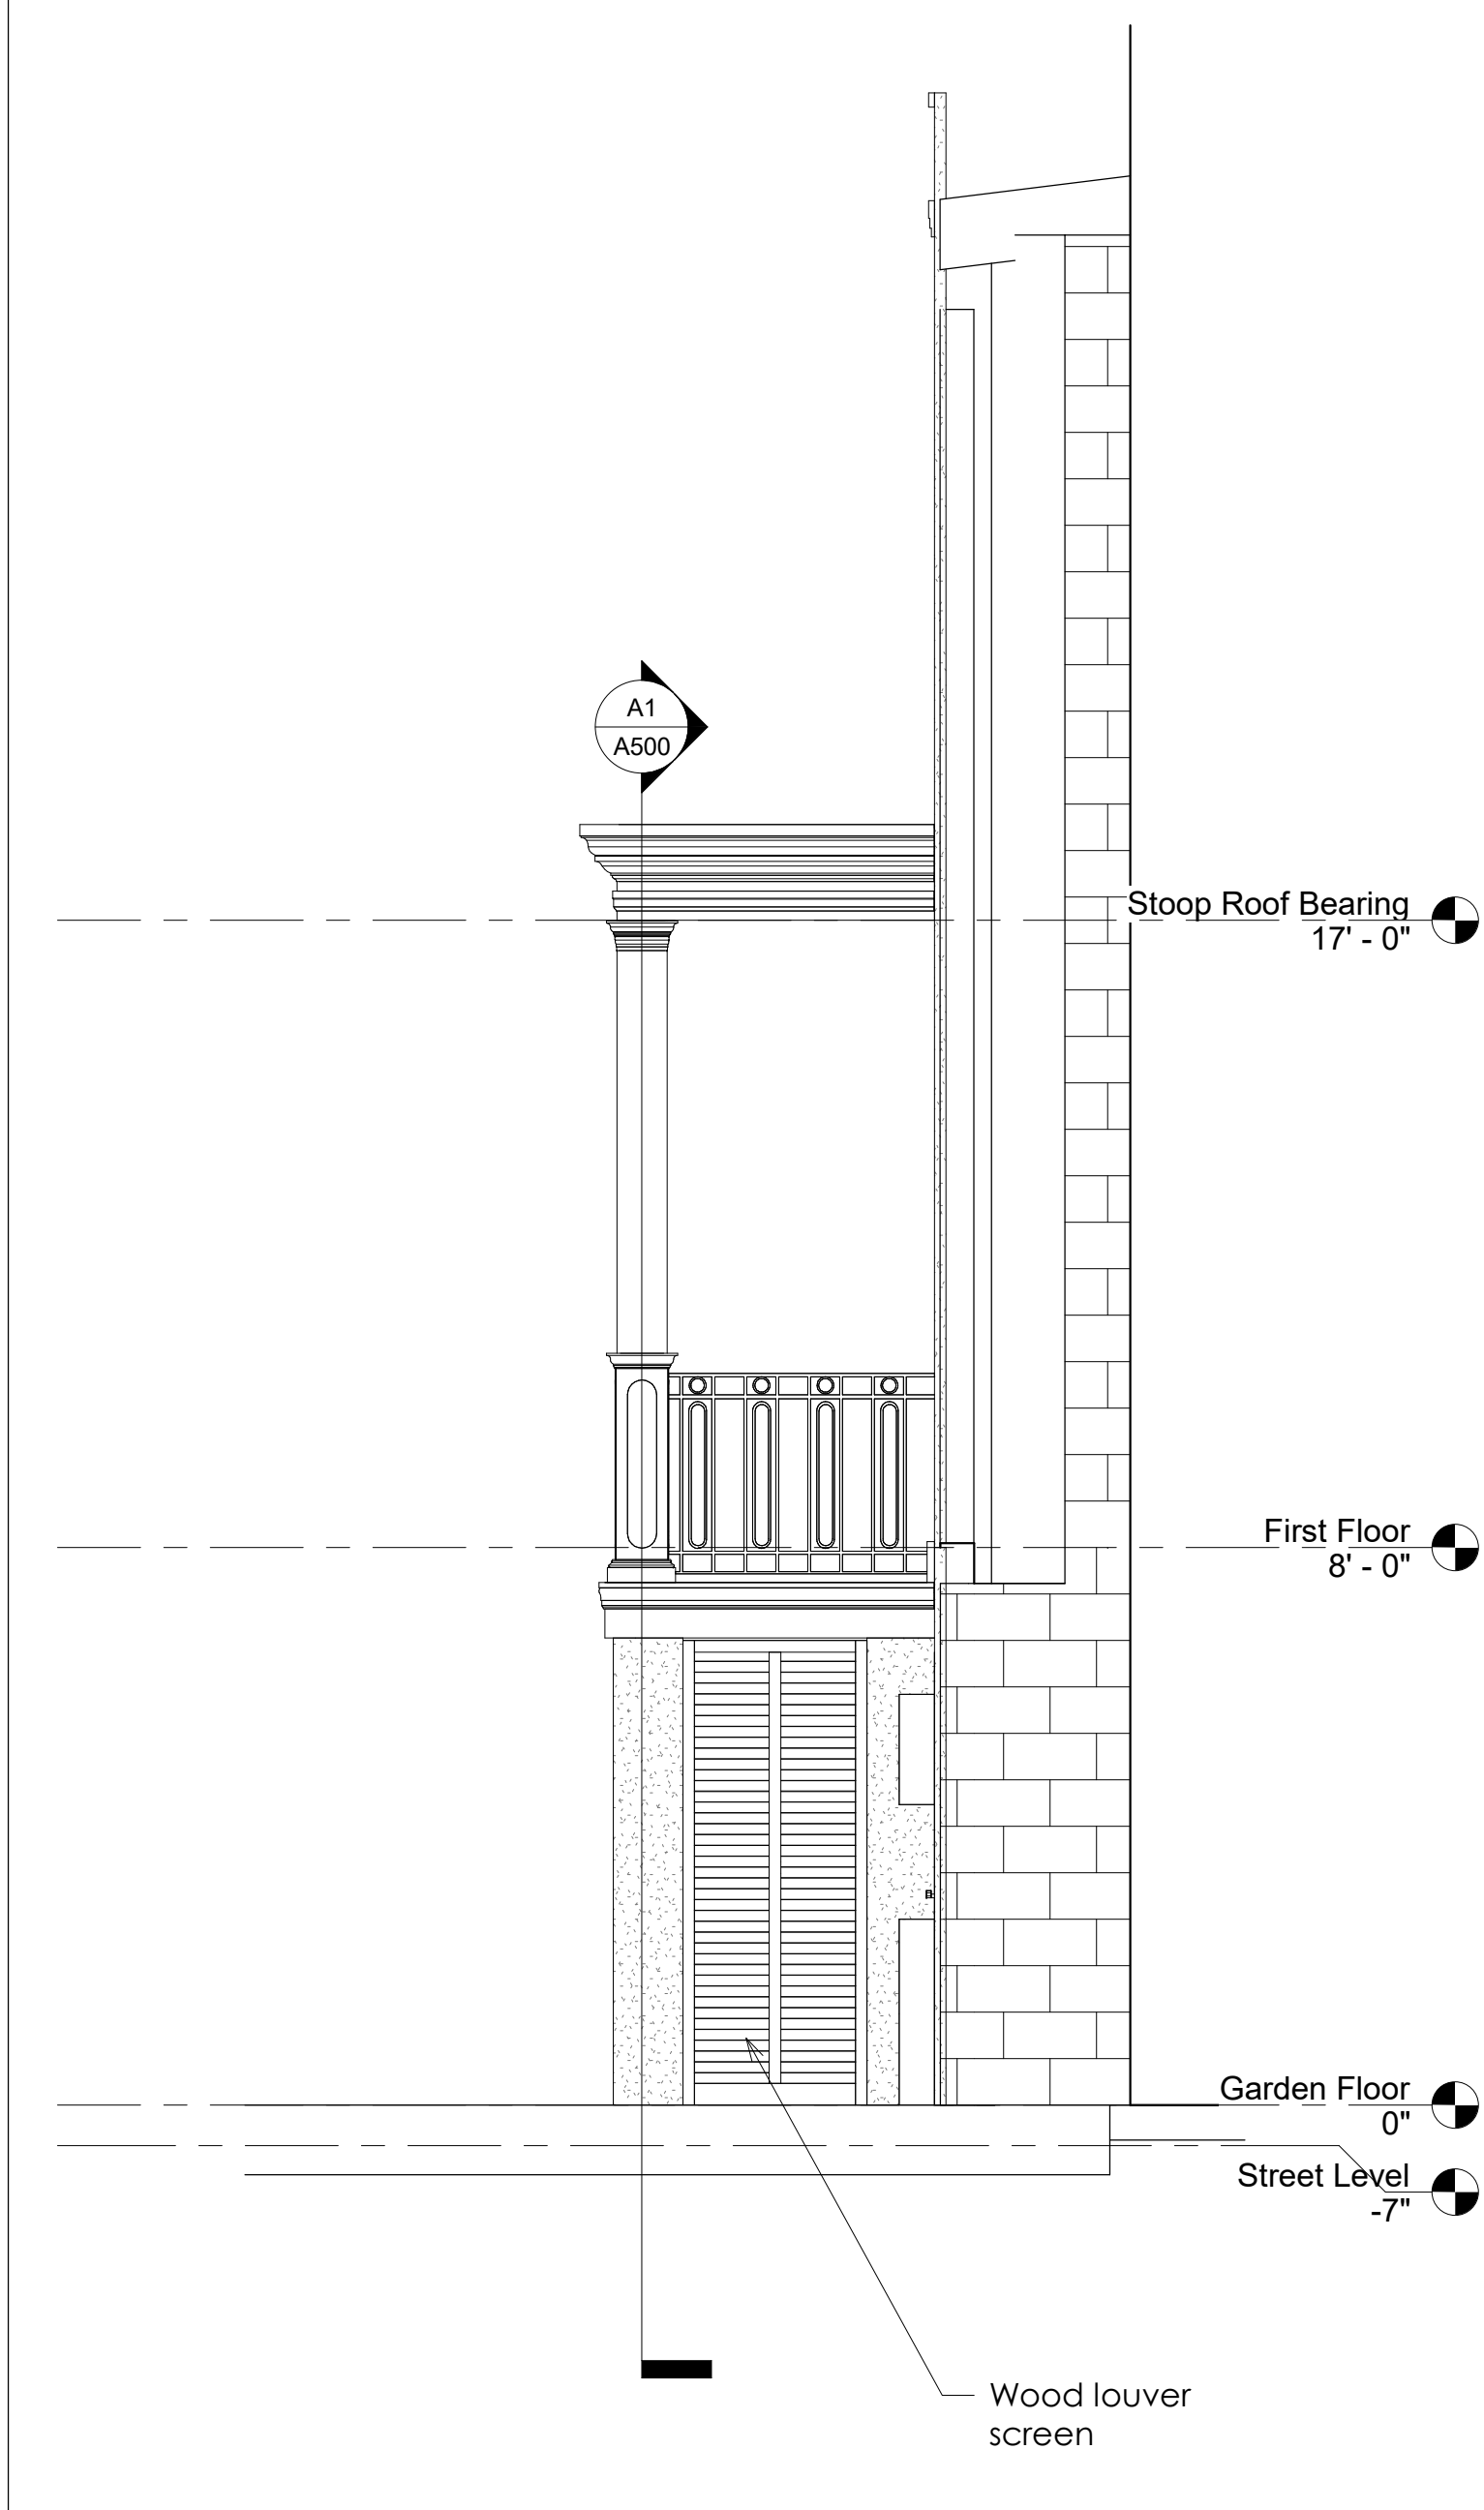 A1
A500
Stoop Roof Bearing
17' - 0"
First Floor
8' - 0"
Garden Floor
0"
Street Level
-7"
Wood louver
screen